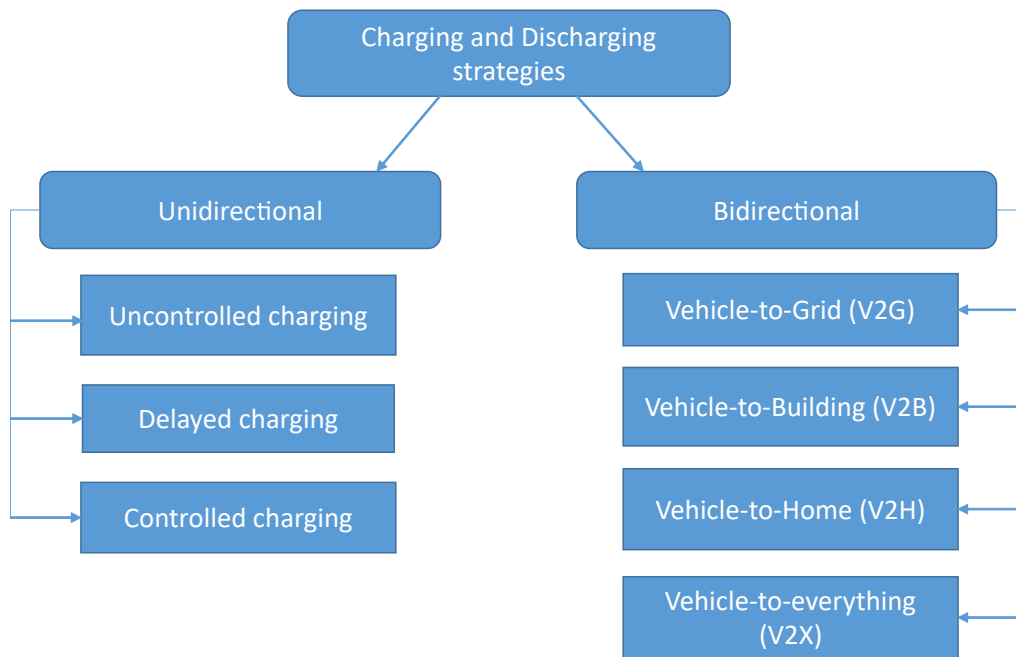 Charging and Discharging
strategies
Unidirectional
Bidirectional
Uncontrolled charging
Delayed charging
Controlled charging
Vehicle-to-Grid (V2G)
Vehicle-to-Building (V2B)
Vehicle-to-Home (V2H)
Vehicle-to-everything
(V2X)